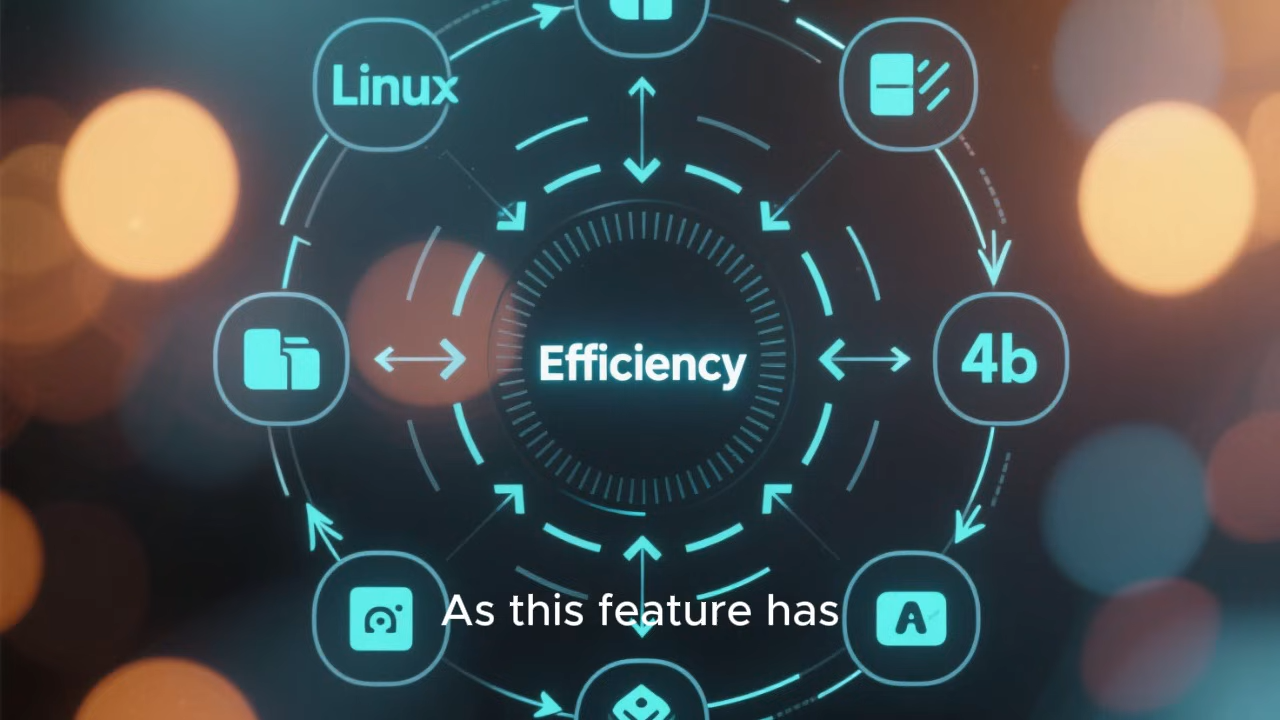 Linux
Efficiency
4b
A
As this feature has